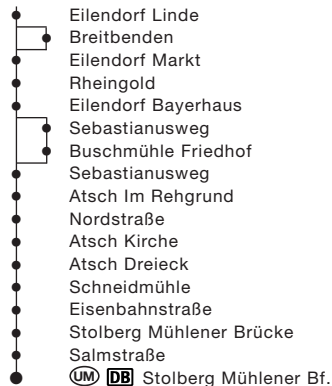 Eilendorf Linde
Breitbenden
Eilendorf Markt
Rheingold
Eilendorf Bayerhaus
Sebastianusweg
Buschmühle Friedhof
Sebastianusweg
Atsch Im Rehgrund
Nordstraße
Atsch Kirche
Atsch Dreieck
Schneidmühle
Eisenbahnstraße
Stolberg Mühlener Brücke
Salmstraße
UM DB Stolberg Mühlener Bf.